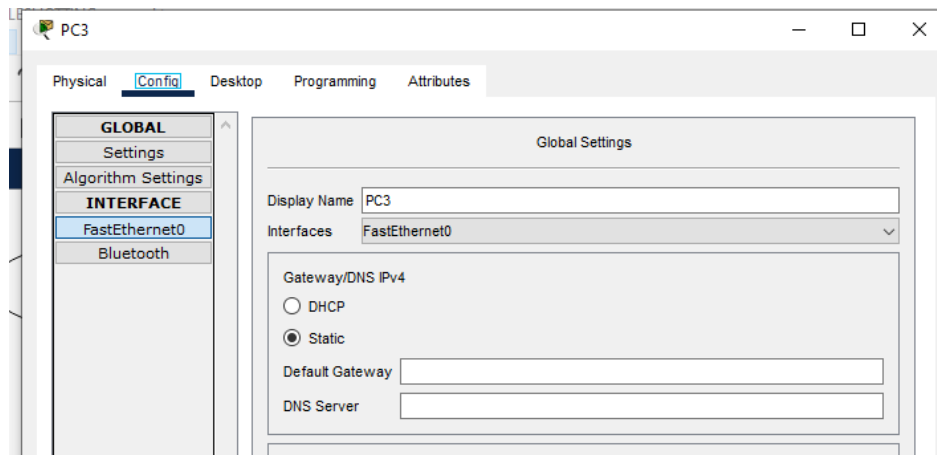 PC3
Physical Config Desktop Programming Attributes
GLOBAL
Settings
Algorithm Settings
INTERFACE
FastEthernet0
Bluetooth
Global Settings
Display Name PC3
Interfaces FastEthernet0
Gateway/DNS IPv4
DHCP
Static
Default Gateway
DNS Server